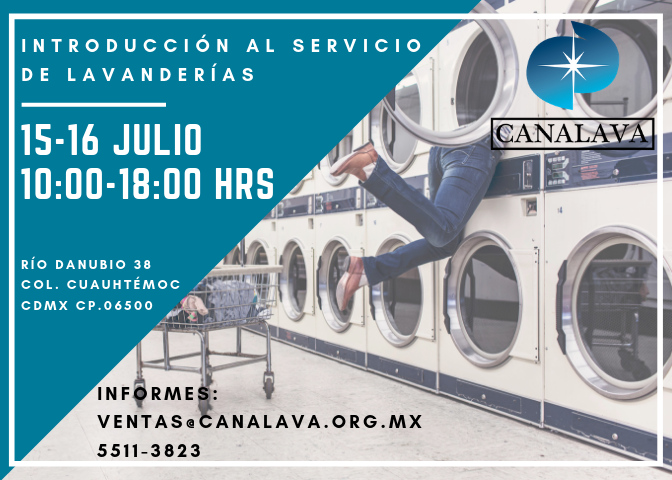 INTRODUCCIÓN AL SERVICIO
DE LAVANDERÍAS
15-16 JULIO
10:00-18:00 HRS
CANALAVA
RÍO DANUBIO 38
COL. CUAUHTÉMOC
CDMX CP.06500
INFORMES:
VENTAS@CANALAVA.ORG.MX
5511-3823